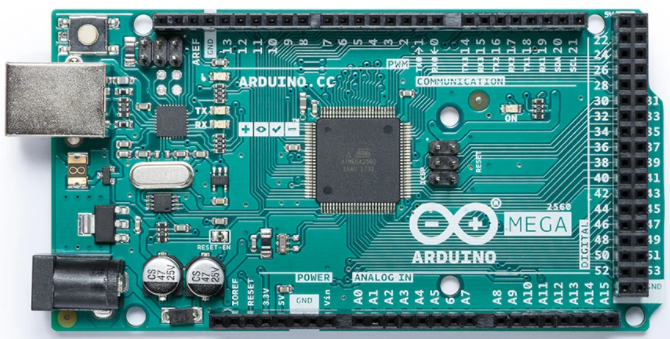 5V
AREF
GND
13
12
11
10
9
8
7
6
5
4
3
2
1
0
14
15
16
17
18
19
20
21
22
24
26
28
30
31
32
33
34
35
36
37
38
39
40
41
42
43
44
45
46
47
48
49
50
51
52
53
GND
PWM
COMMUNICATION
ARDUINO.CC
L
TX
RX
ON
ATMEGA2560
ICSP
RESET
2560
MEGA
ARDUINO
DIGITAL
RESET-EN
CS
47
25V
CS
47
25V
POWER
ANALOG IN
IOREF
RESET
3.3V
5V
GND
Vin
A0
A1
A2
A3
A4
A5
A6
A7
A8
A9
A10
A11
A12
A13
A14
A15